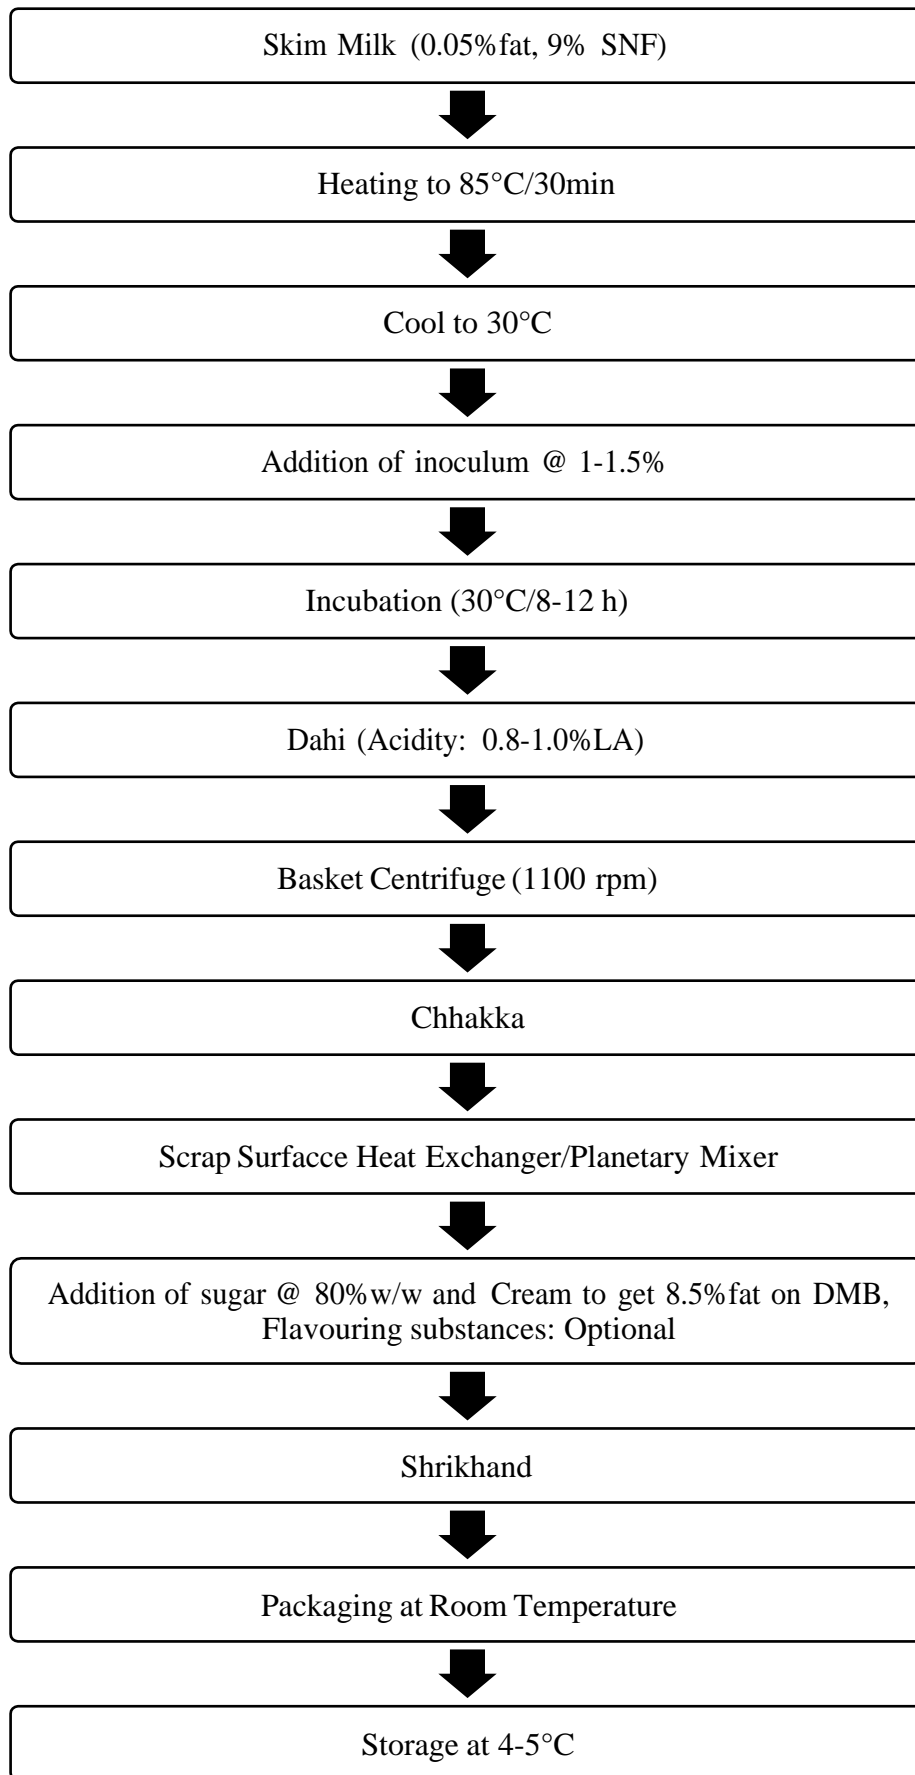 Skim Milk (0.05%fat, 9% SNF)
Heating to 85°C/30min
Cool to 30°C
Addition of inoculum @ 1-1.5%
Incubation (30°C/8-12 h)
Dahi (Acidity: 0.8-1.0%LA)
Basket Centrifuge (1100 rpm)
Chhakka
Scrap Surfacce Heat Exchanger/Planetary Mixer
Addition of sugar @ 80%w/w and Cream to get 8.5%fat on DMB,
Flavouring substances: Optional
Shrikhand
Packaging at Room Temperature
Storage at 4-5°C